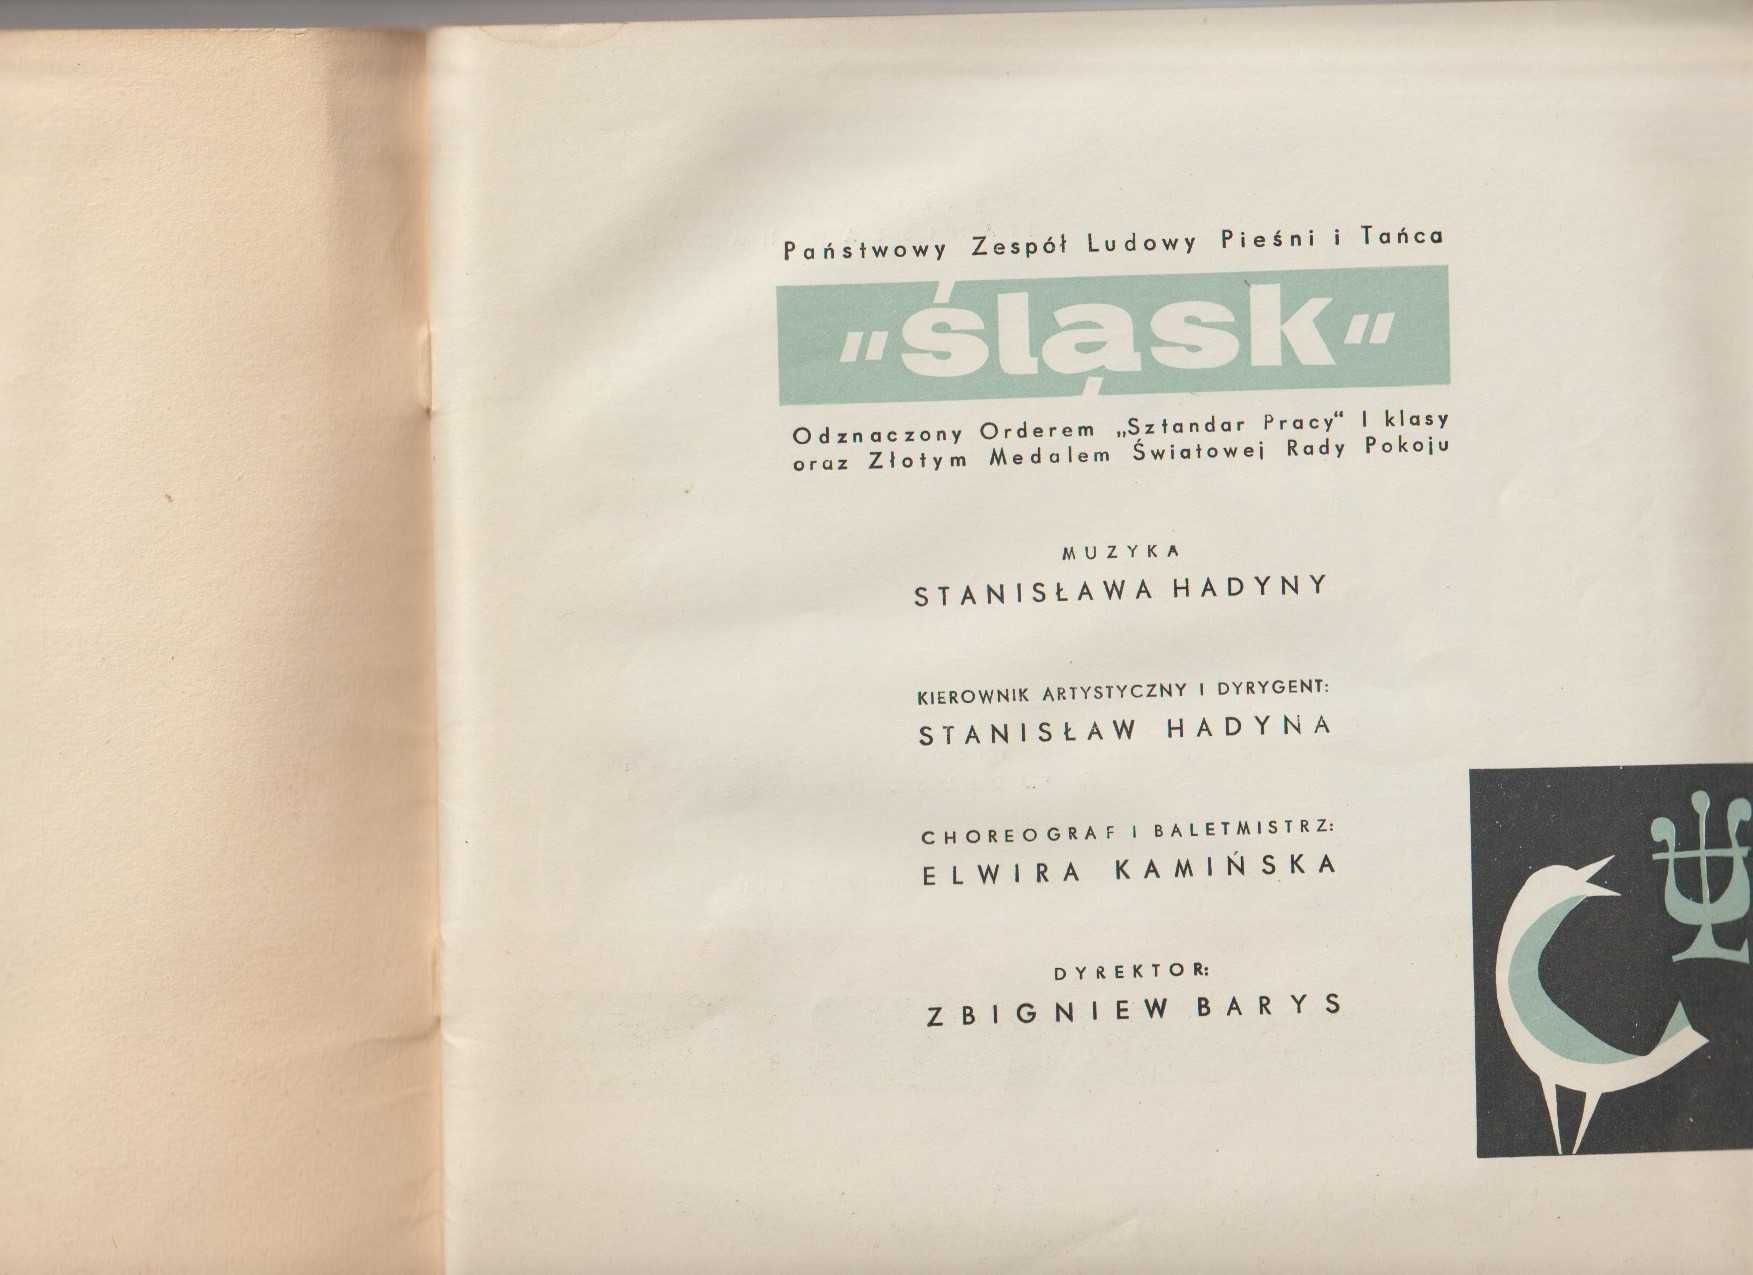 Państwowy Zespół Ludowy Pieśni i Tańca
"śląsk"
Odznaczony Orderem „Sztandar Pracy“ I klasy
oraz Złotym Medalem Światowej Rady Pokoju
MUZYKA
STANISŁAWA HADYNY
KIEROWNIK ARTYSTYCZNY I DYRYGENT:
STANISŁAW HADYNA
CHOREOGRAF I BALETMISTRZ:
ELWIRA KAMIŃSKA
DYREKTOR:
ZBIGNIEW BARYS